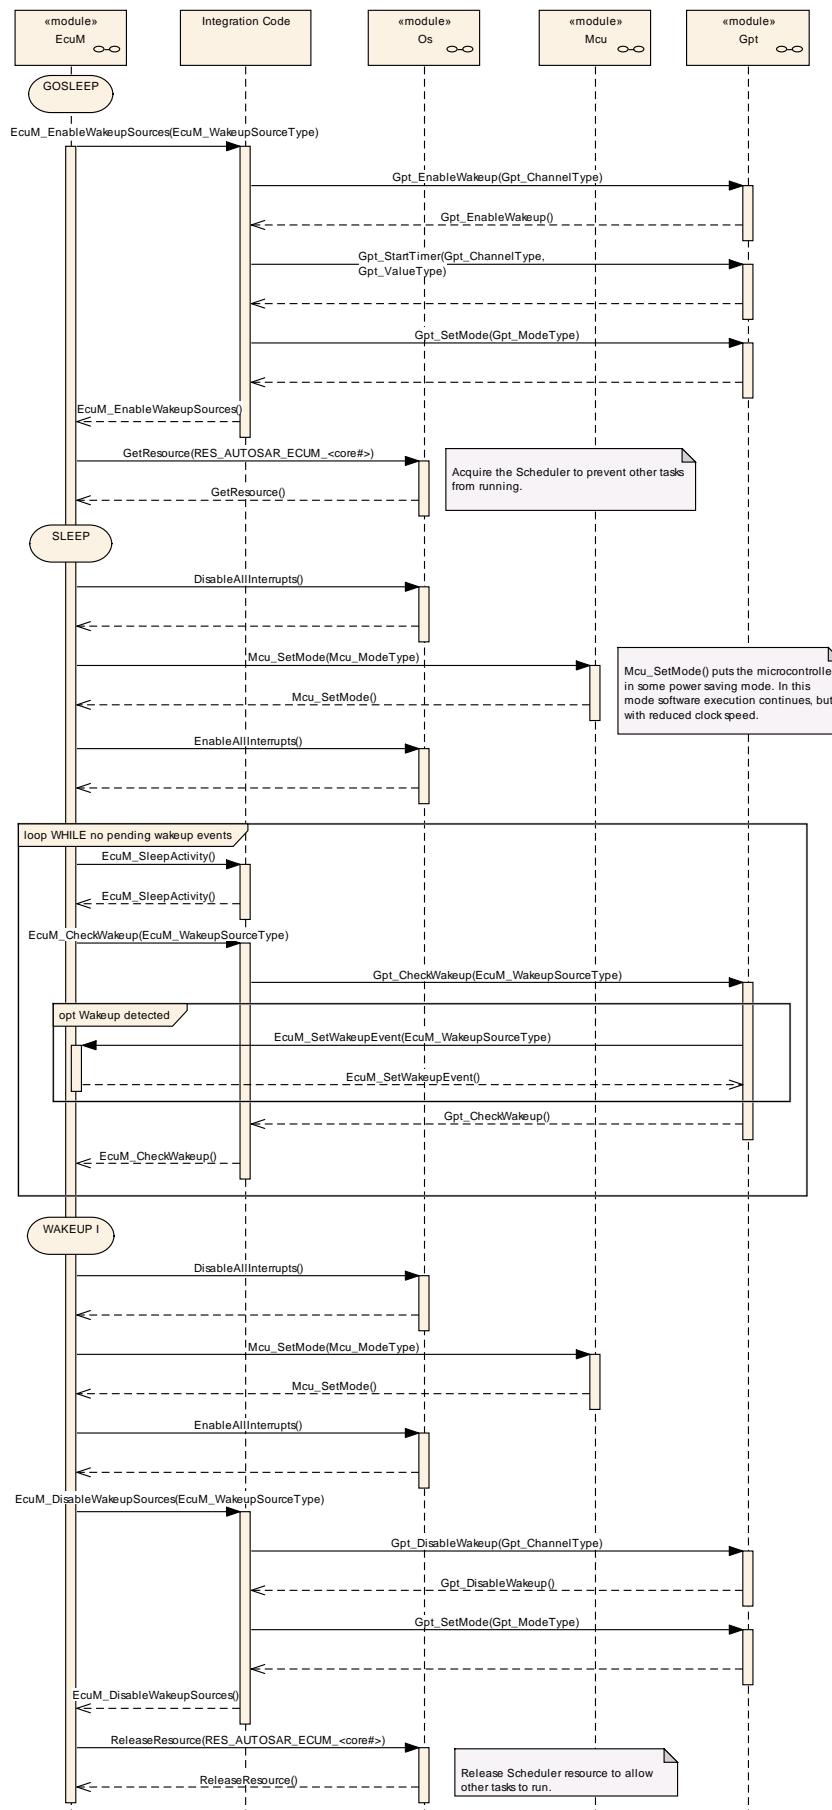 «module»
EcuM
Integration Code
«module»
Os
«module»
Mcu
«module»
Gpt
GOSLEEP
EcuM_EnableWakeupSources(EcuM_WakeupSourceType)
Gpt_EnableWakeup(Gpt_ChannelType)
Gpt_EnableWakeup()
Gpt_StartTimer(Gpt_ChannelType,
Gpt_ValueType)
Gpt_SetMode(Gpt_ModeType)
EcuM_EnableWakeupSources()
GetResource(RES_AUTOSAR_ECUM_<core#>)
Acquire the Scheduler to prevent other tasks
from running.
GetResource()
SLEEP
DisableAllInterrupts()
Mcu_SetMode(Mcu_ModeType)
Mcu_SetMode() puts the microcontrolle
in some power saving mode. In this
mode software execution continues, but
with reduced clock speed.
Mcu_SetMode()
EnableAllInterrupts()
loop WHILE no pending wakeup events
EcuM_SleepActivity()
EcuM_SleepActivity()
EcuM_CheckWakeup(EcuM_WakeupSourceType)
Gpt_CheckWakeup(EcuM_WakeupSourceType)
opt Wakeup detected
EcuM_SetWakeupEvent(EcuM_WakeupSourceType)
EcuM_SetWakeupEvent()
Gpt_CheckWakeup()
EcuM_CheckWakeup()
WAKEUP I
DisableAllInterrupts()
Mcu_SetMode(Mcu_ModeType)
Mcu_SetMode()
EnableAllInterrupts()
EcuM_DisableWakeupSources(EcuM_WakeupSourceType)
Gpt_DisableWakeup(Gpt_ChannelType)
Gpt_DisableWakeup()
Gpt_SetMode(Gpt_ModeType)
EcuM_DisableWakeupSources()
ReleaseResource(RES_AUTOSAR_ECUM_<core#>)
Release Scheduler resource to allow
other tasks to run.
ReleaseResource()